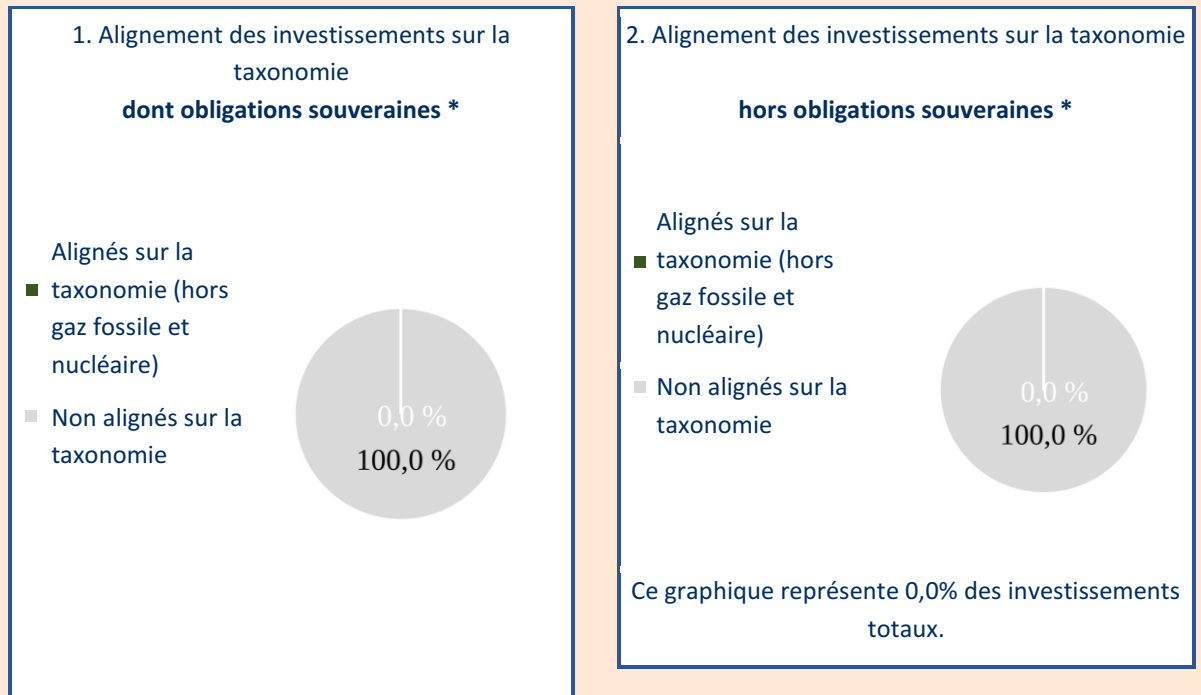 1. Alignement des investissements sur la
taxonomie
dont obligations souveraines *
Alignés sur la
taxonomie (hors
gaz fossile et
nucléaire)
Non alignés sur la
taxonomie
0,0 %
100,0 %
2. Alignement des investissements sur la taxonomie
hors obligations souveraines *
Alignés sur la
taxonomie (hors
gaz fossile et
nucléaire)
Non alignés sur la
taxonomie
0,0 %
100,0 %
Ce graphique représente 0,0% des investissements
totaux.